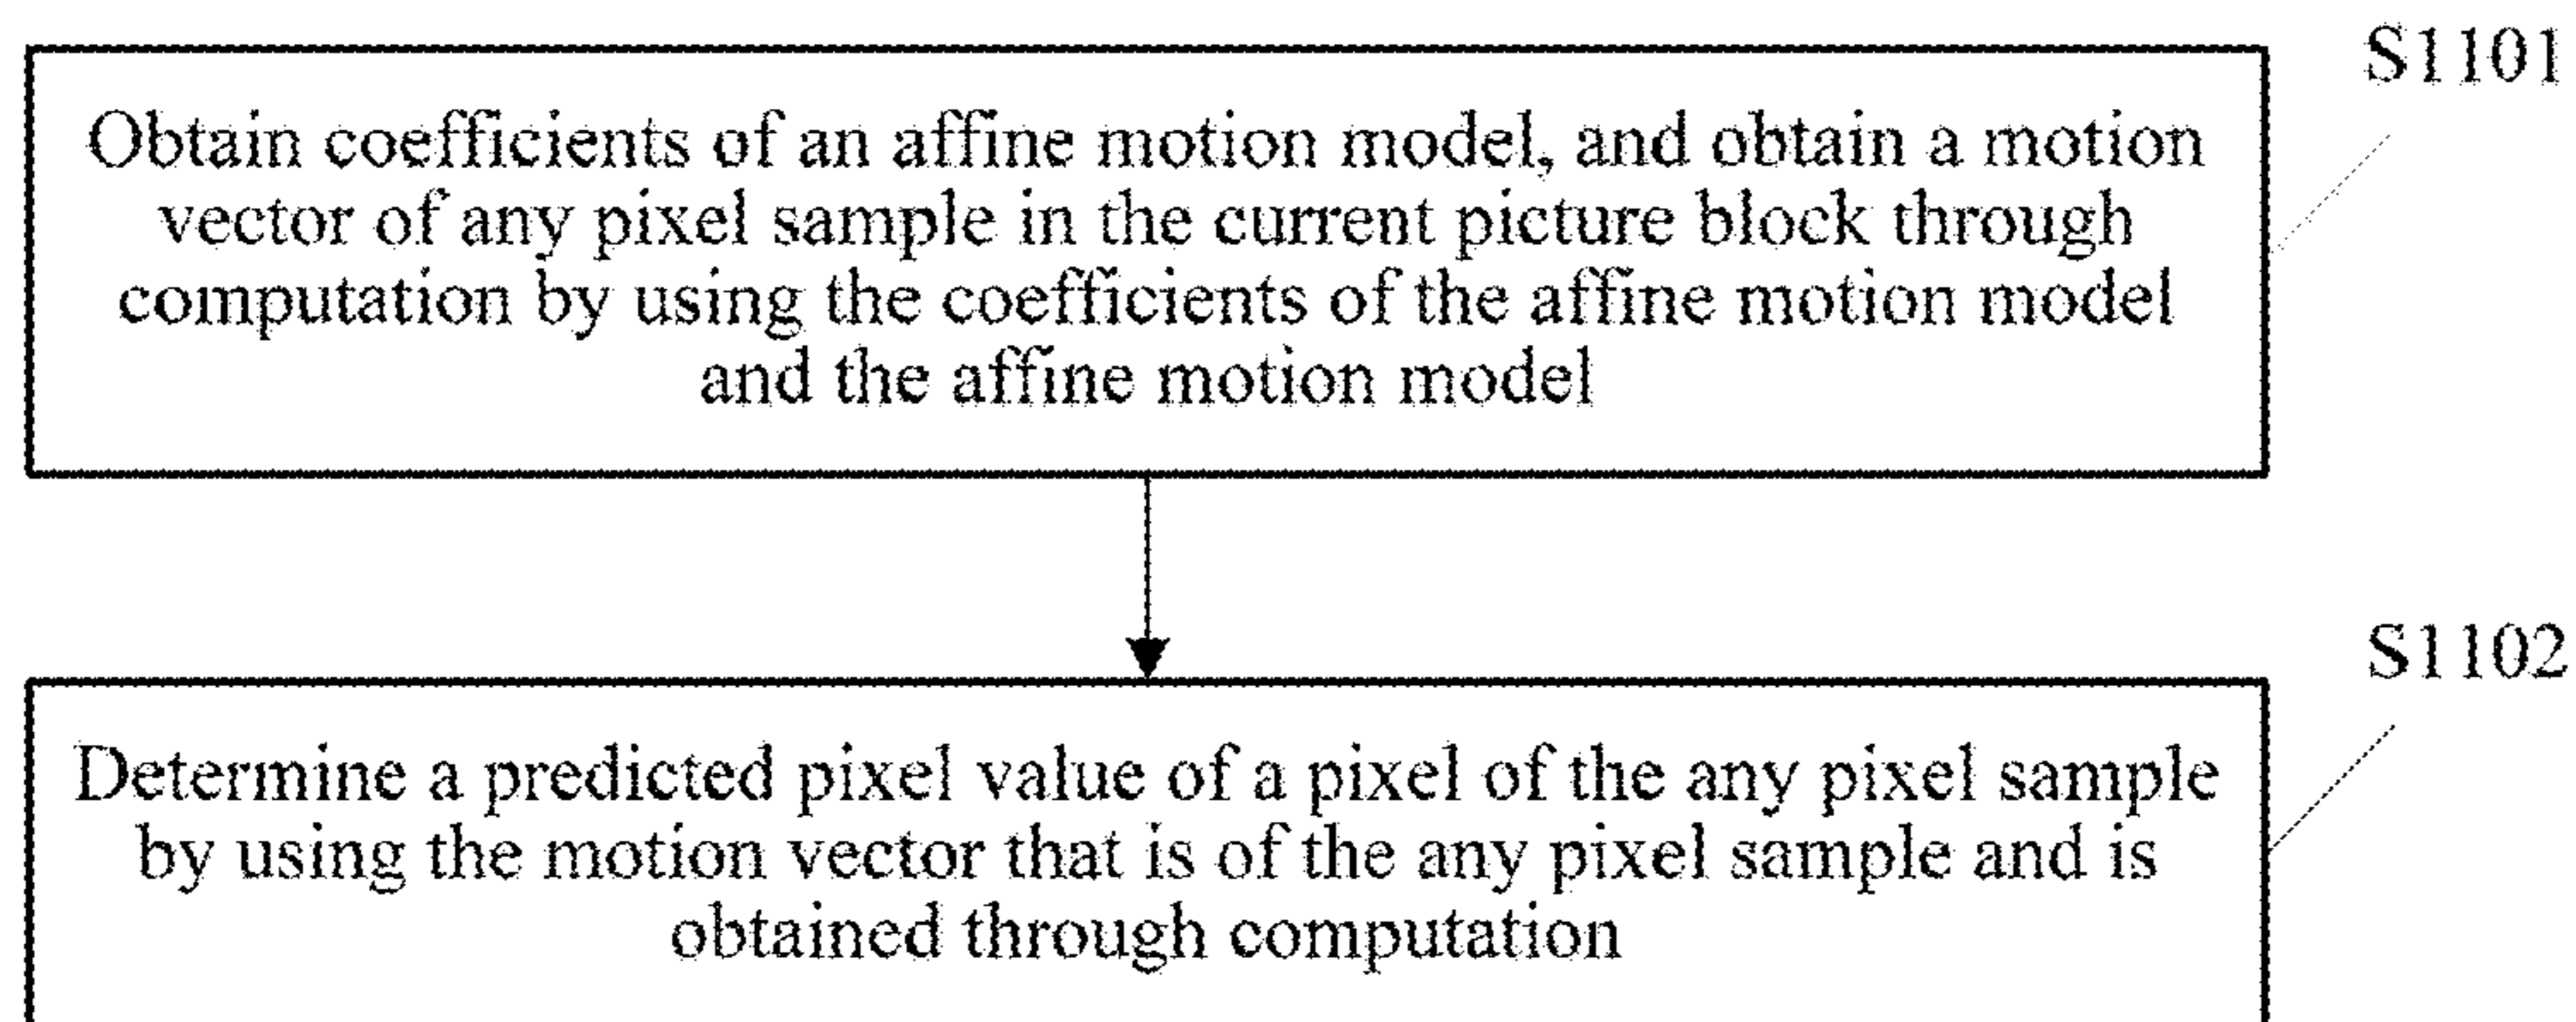 S1101
Obtain coefficients of an affine motion model, and obtain a motion
vector of any pixel sample in the current picture block through
computation by using the coefficients of the affine motion model
and the affine motion model
S1102
Determine a predicted pixel value of a pixel of the any pixel sample
by using the motion vector that is of the any pixel sample and is
obtained through computation